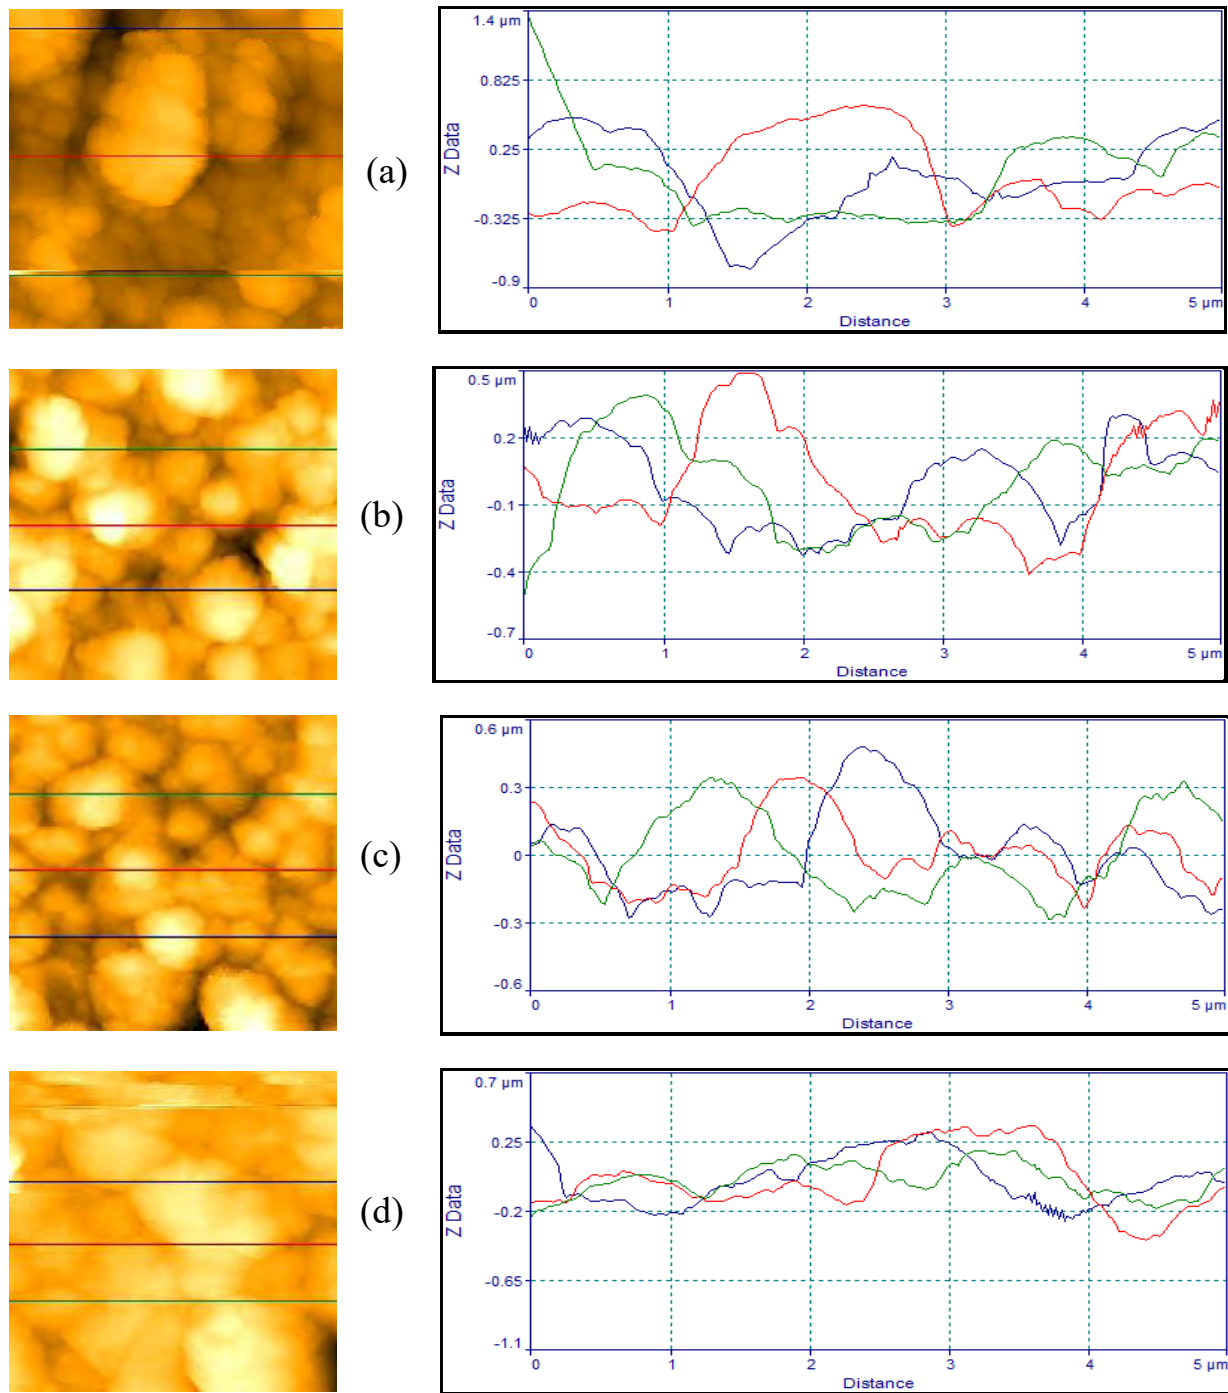 (a)
1.4 µm
0.825
0.25
-0.325
-0.9
Z Data
0 1 2 3 4 5 µm
Distance
(b)
0.5 µm
0.2
-0.1
-0.4
-0.7
Z Data
0 1 2 3 4 5 µm
Distance
(c)
0.6 µm
0.3
0
-0.3
-0.6
Z Data
0 1 2 3 4 5 µm
Distance
(d)
0.7 µm
0.25
-0.2
-0.65
-1.1
Z Data
0 1 2 3 4 5 µm
Distance